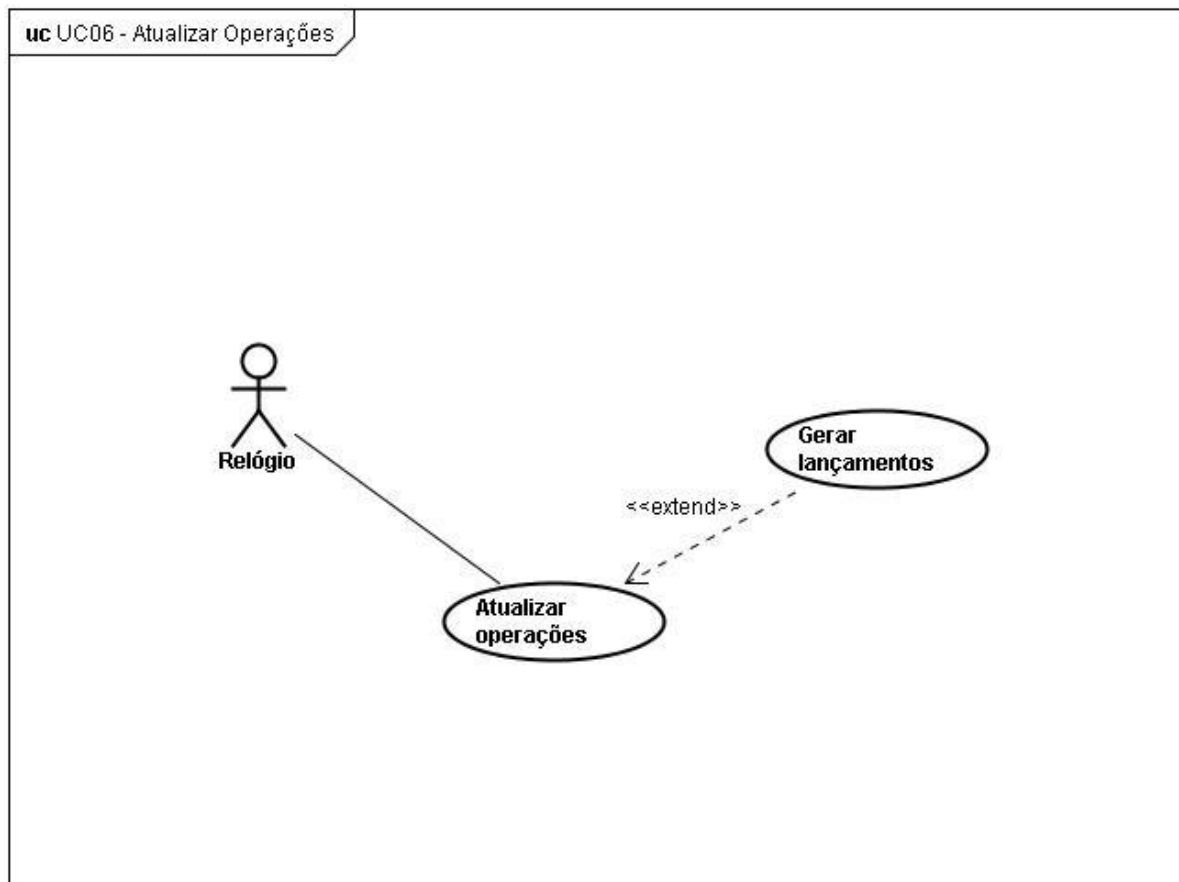 uc UC06 - Atualizar Operações
Relógio
Gerar
lançamentos
<<extend>>
Atualizar
operações